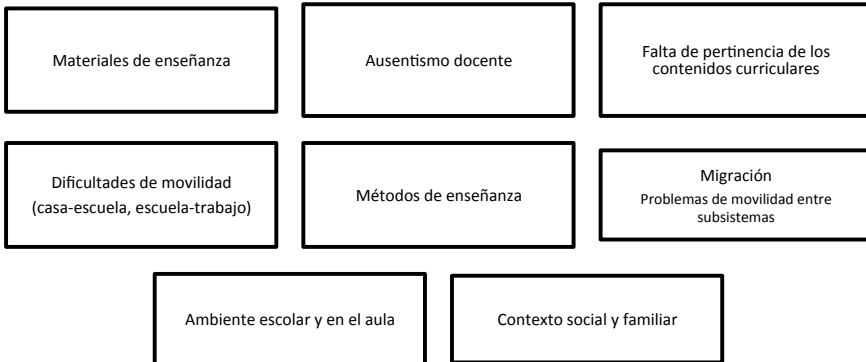 Materiales de enseñanza
Ausentismo docente
Falta de pertinencia de los
contenidos curriculares
Dificultades de movilidad
(casa-escuela, escuela-trabajo)
Métodos de enseñanza
Migración
Problemas de movilidad entre
subsistemas
Ambiente escolar y en el aula
Contexto social y familiar